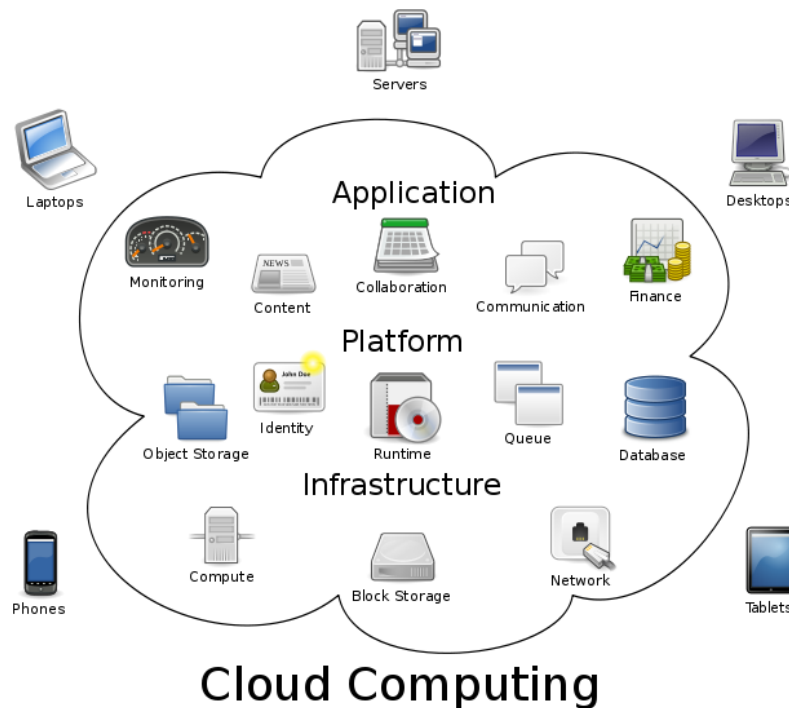 Servers
Laptops
Desktops
Application
Monitoring
NEWS
Content
Collaboration
Communication
Finance
Platform
Object Storage
John Doe
Identity
Runtime
Queue
Database
Infrastructure
Compute
Block Storage
Network
Phones
Tablets
Cloud Computing